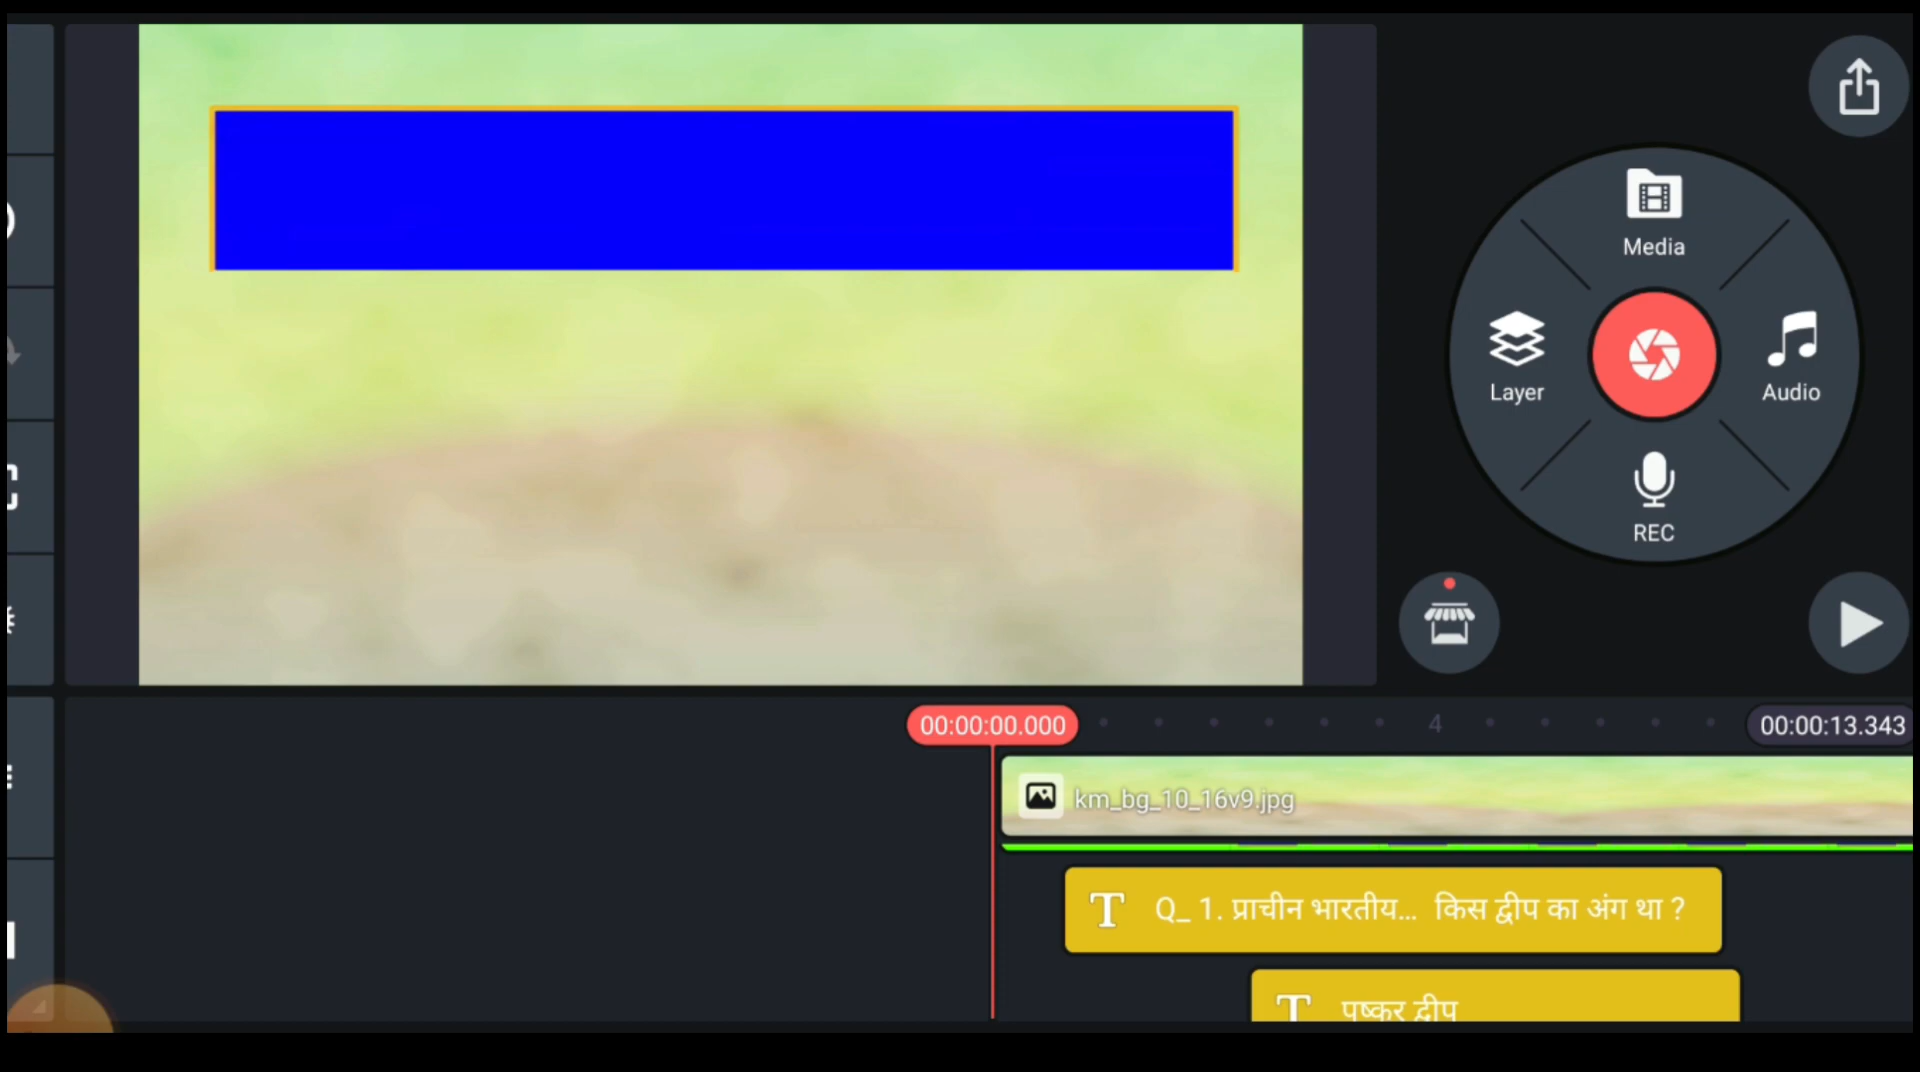 Media
Layer
Audio
REC
00:00:00.000
4
00:00:13.343
km_bg_10_16v9.jpg
T Q_ 1. प्राचीन भारतीय... किस द्वीप का अंग था ?
T पुष्कर द्वीप